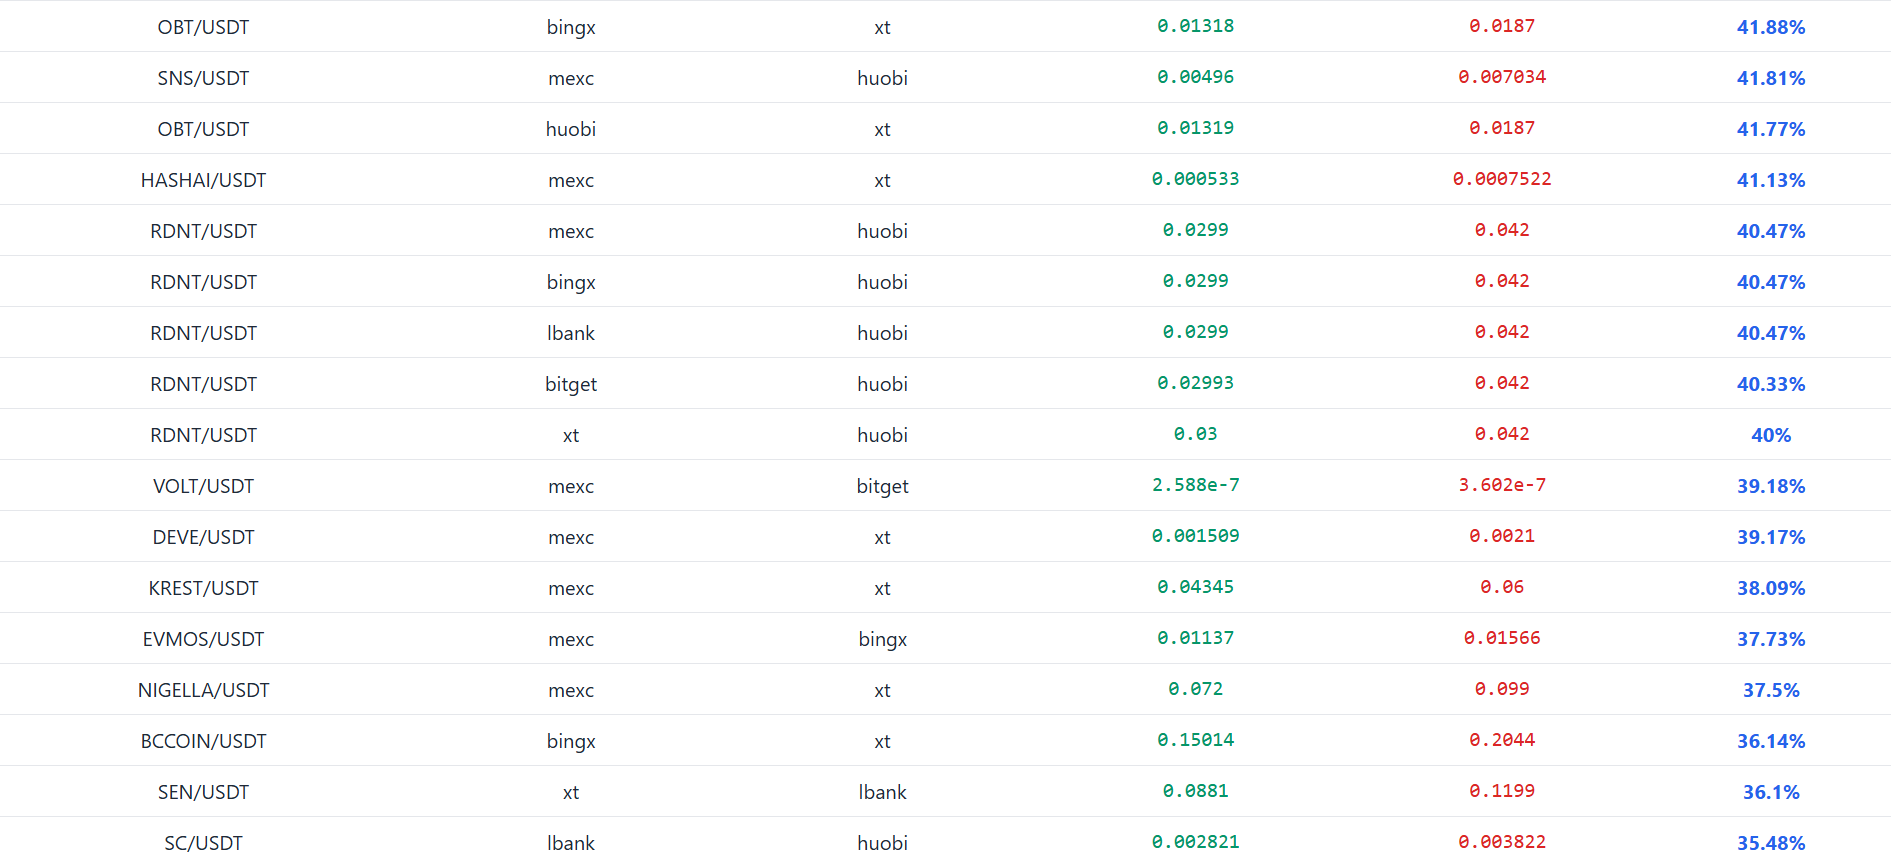 OBT/USDT bingx xt 0.01318 0.0187 41.88%
SNS/USDT mexc huobi 0.00496 0.007034 41.81%
OBT/USDT huobi xt 0.01319 0.0187 41.77%
HASHAI/USDT mexc xt 0.000533 0.0007522 41.13%
RDNT/USDT mexc huobi 0.0299 0.042 40.47%
RDNT/USDT bingx huobi 0.0299 0.042 40.47%
RDNT/USDT lbank huobi 0.0299 0.042 40.47%
RDNT/USDT bitget huobi 0.02993 0.042 40.33%
RDNT/USDT xt huobi 0.03 0.042 40%
VOLT/USDT mexc bitget 2.588e-7 3.602e-7 39.18%
DEVE/USDT mexc xt 0.001509 0.0021 39.17%
KREST/USDT mexc xt 0.04345 0.06 38.09%
EVMOS/USDT mexc bingx 0.01137 0.01566 37.73%
NIGELLA/USDT mexc xt 0.072 0.099 37.5%
BCCOIN/USDT bingx xt 0.15014 0.2044 36.14%
SEN/USDT xt lbank 0.0881 0.1199 36.1%
SC/USDT lbank huobi 0.002821 0.003822 35.48%